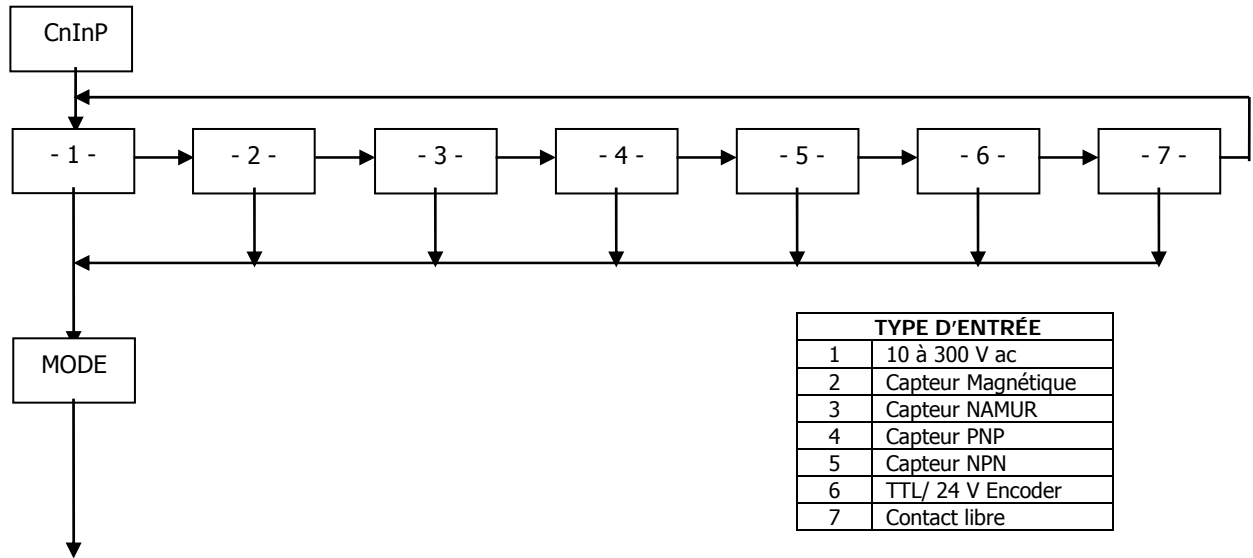 CnInP
- 1 - - 2 - - 3 - - 4 - - 5 - - 6 - - 7 -
MODE
TYPE D'ENTRÉE
1 10 à 300 V ac
2 Capteur Magnétique
3 Capteur NAMUR
4 Capteur PNP
5 Capteur NPN
6 TTL/ 24 V Encoder
7 Contact libre